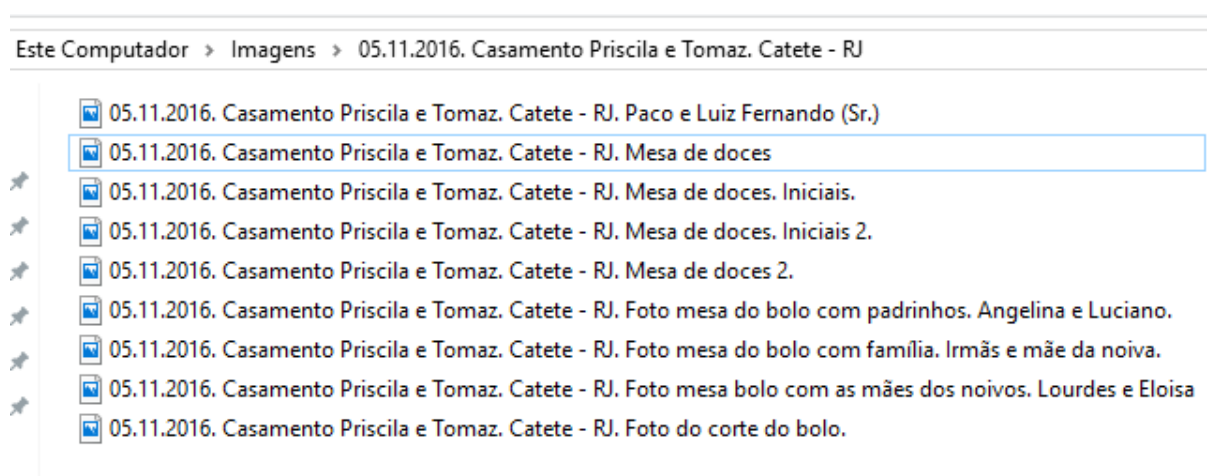 Este Computador > Imagens > 05.11.2016. Casamento Priscila e Tomaz. Catete - RJ
05.11.2016. Casamento Priscila e Tomaz. Catete - RJ. Paco e Luiz Fernando (Sr.)
05.11.2016. Casamento Priscila e Tomaz. Catete - RJ. Mesa de doces
05.11.2016. Casamento Priscila e Tomaz. Catete - RJ. Mesa de doces. Iniciais.
05.11.2016. Casamento Priscila e Tomaz. Catete - RJ. Mesa de doces. Iniciais 2.
05.11.2016. Casamento Priscila e Tomaz. Catete - RJ. Mesa de doces 2.
05.11.2016. Casamento Priscila e Tomaz. Catete - RJ. Foto mesa do bolo com padrinhos. Angelina e Luciano.
05.11.2016. Casamento Priscila e Tomaz. Catete - RJ. Foto mesa do bolo com família. Irmãs e mãe da noiva.
05.11.2016. Casamento Priscila e Tomaz. Catete - RJ. Foto mesa bolo com as mães dos noivos. Lourdes e Eloisa
05.11.2016. Casamento Priscila e Tomaz. Catete - RJ. Foto do corte do bolo.